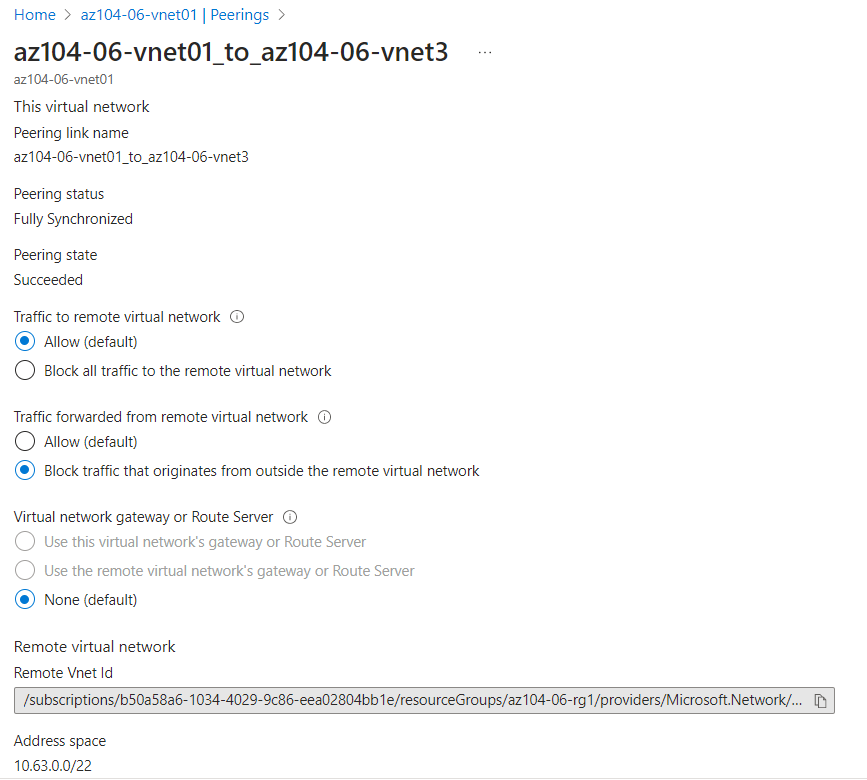 Home > az104-06-vnet01 | Peerings >
az104-06-vnet01_to_az104-06-vnet3 ...
az104-06-vnet01
This virtual network
Peering link name
az104-06-vnet01_to_az104-06-vnet3
Peering status
Fully Synchronized
Peering state
Succeeded
Traffic to remote virtual network
Allow (default)
Block all traffic to the remote virtual network
Traffic forwarded from remote virtual network
Allow (default)
Block traffic that originates from outside the remote virtual network
Virtual network gateway or Route Server
Use this virtual network's gateway or Route Server
Use the remote virtual network's gateway or Route Server
None (default)
Remote virtual network
Remote Vnet Id
/subscriptions/b50a58a6-1034-4029-9c86-eea02804bb1e/resourceGroups/az104-06-rg1/providers/Microsoft.Network/...
Address space
10.63.0.0/22